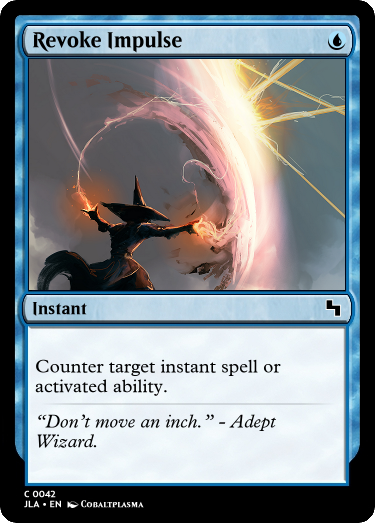 Revoke Impulse
Instant
Counter target instant spell or
activated ability.
“Don’t move an inch.” - Adept
Wizard.
C 0042
JLA • EN Cobaltplasma